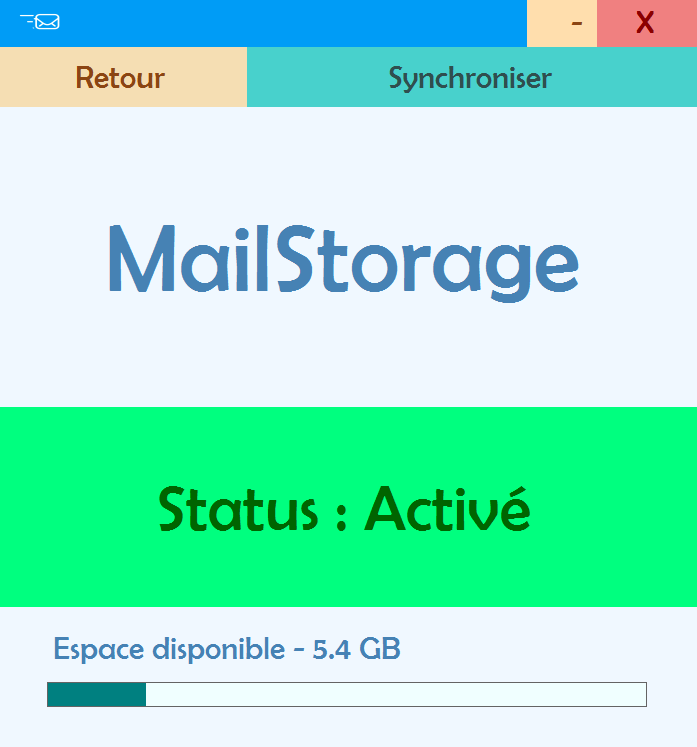 - X
Retour Synchroniser
MailStorage
Status : Activé
Espace disponible - 5.4 GB